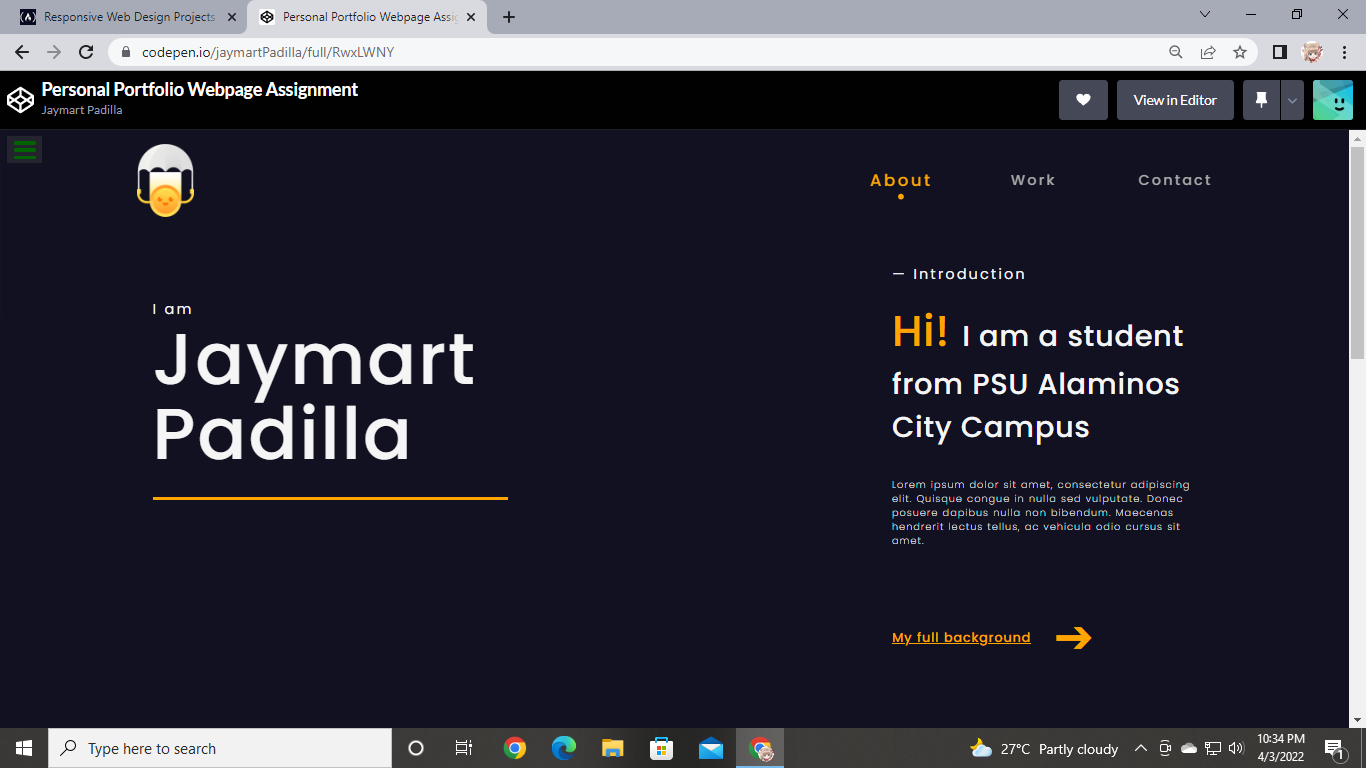 Responsive Web Design Projects
Personal Portfolio Webpage Assig
codepen.io/jaymartPadilla/full/RwxLWNY
Personal Portfolio Webpage Assignment
Jaymart Padilla
View in Editor
About
Work
Contact
— Introduction
I am
Jaymart
Padilla
Hi! I am a student
from PSU Alaminos
City Campus
Lorem ipsum dolor sit amet, consectetur adipiscing
elit. Quisque congue in nulla sed vulputate. Donec
posuere dapibus nulla non bibendum. Maecenas
hendrerit lectus tellus, ac vehicula odio cursus sit
amet.
My full background
Type here to search
27°C Partly cloudy
10:34 PM
4/3/2022
1